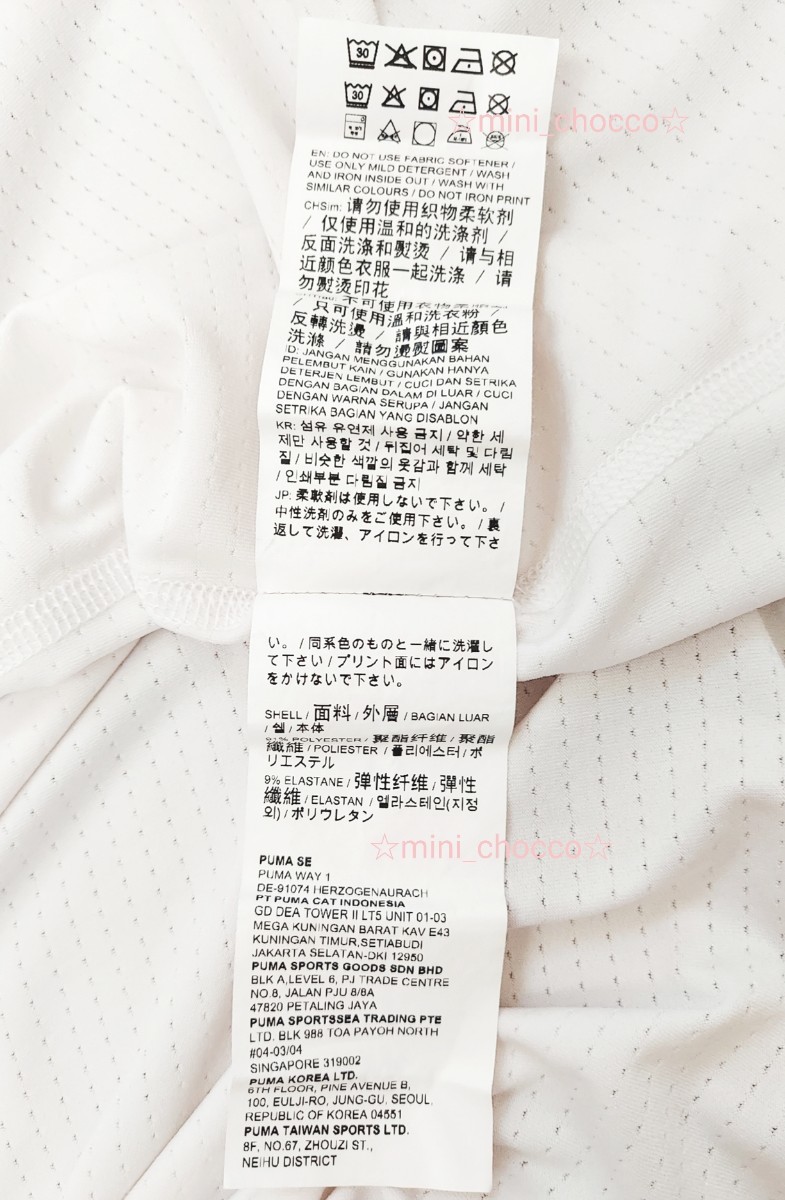 30
30
☆mini_chocco☆
EN: DO NOT USE FABRIC SOFTENER /
USE ONLY MILD DETERGENT / WASH
AND IRON INSIDE OUT / WASH WITH
SIMILAR COLOURS / DO NOT IRON PRINT
CHSim: 请勿使用织物柔软剂
/ 仅使用温和的洗涤剂 /
反面洗涤和熨烫 / 请与相
近颜色衣服一起洗涤 / 请
勿熨烫印花
不可使用衣物柔
/ 只可使用溫和洗衣粉 /
反轉洗燙 / 請與相近顏色
洗滌 / 請勿燙熨圖案
ID: JANGAN MENGGUNAKAN BAHAN
PELEMBUT KAIN / GUNAKAN HANYA
DETERJEN LEMBUT / CUCI DAN SETRIKA
DENGAN BAGIAN DALAM DI LUAR / CUCI
DENGAN WARNA SERUPA / JANGAN
SETRIKA BAGIAN YANG DISABLON
KR: 섬유 유연제 사용 금지 / 약한 세
제만 사용할 것 / 뒤집어 세탁 및 다림
질 / 비슷한 색깔의 옷감과 함께 세탁
/ 인쇄부분 다림질 금지
JP: 柔軟剤は使用しないで下さい。 /
中性洗剤のみをご使用下さい。 / 裏
返して洗濯、アイロンを行って下さ
い。 / 同系色のものと一緒に洗濯し
て下さい / プリント面にはアイロン
をかけないで下さい。
SHELL / 面料 / 外層 / BAGIAN LUAR
/ 쉘 / 本体
91% POLYESTER / 聚酯纤维 / 聚酯
纖維 / POLIESTER / 폴리에스터 / ポ
リエステル
9% ELASTANE / 弹性纤维 / 彈性
纖維 / ELASTAN / 엘라스테인(지정
외) / ポリウレタン
☆mini_chocco☆
PUMA SE
PUMA WAY 1
DE-91074 HERZOGENAURACH
PT PUMA CAT INDONESIA
GD DEA TOWER II LT5 UNIT 01-03
MEGA KUNINGAN BARAT KAV E43
KUNINGAN TIMUR,SETIABUDI
JAKARTA SELATAN-DKI 12950
PUMA SPORTS GOODS SDN BHD
BLK A,LEVEL 6, PJ TRADE CENTRE
NO.8, JALAN PJU 8/8A
47820 PETALING JAYA
PUMA SPORTSSEA TRADING PTE
LTD. BLK 988 TOA PAYOH NORTH
#04-03/04
SINGAPORE 319002
PUMA KOREA LTD.
6TH FLOOR, PINE AVENUE B,
100, EULJI-RO, JUNG-GU, SEOUL,
REPUBLIC OF KOREA 04551
PUMA TAIWAN SPORTS LTD.
8F, NO.67, ZHOUZI ST.,
NEIHU DISTRICT